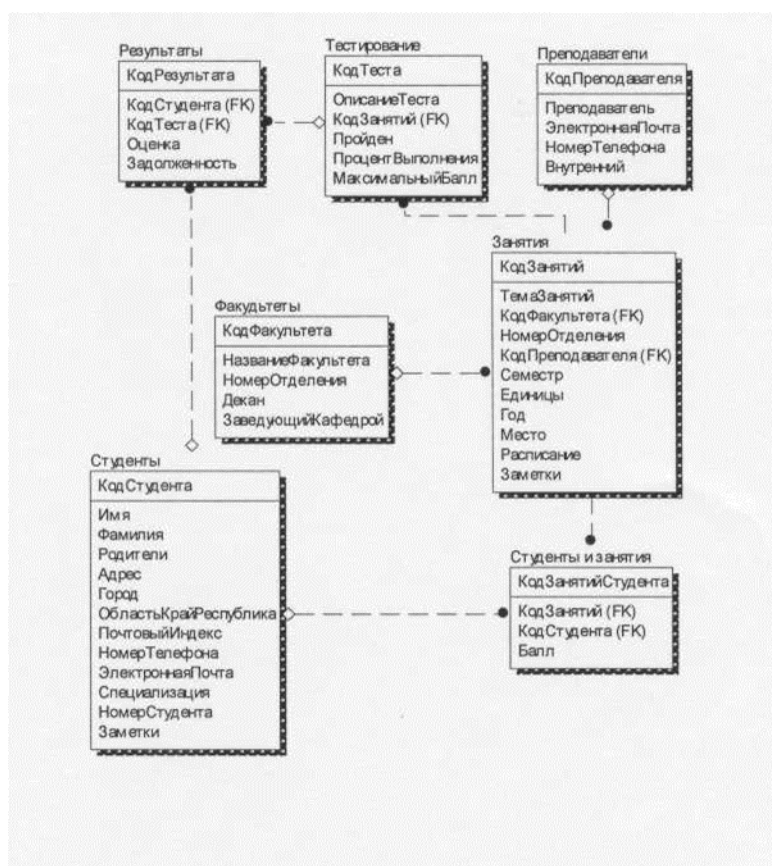 Результаты
КодРезультата
КодСтудента (FK)
КодТеста (FK)
Оценка
Задолженность
Тестирование
КодТеста
ОписаниеТеста
КодЗанятий (FK)
Пройден
ПроцентВыполнения
МаксимальныйБалл
Преподаватели
КодПреподавателя
Преподаватель
ЭлектроннаяПочта
НомерТелефона
Внутренний
Занятия
КодЗанятий
ТемаЗанятий
КодФакультета (FK)
НомерОтделения
КодПреподавателя (FK)
Семестр
Единицы
Год
Место
Расписание
Заметки
Факудьтеты
КодФакультета
НазваниеФакультета
НомерОтделения
Декан
ЗаведующийКафедрой
Студенты
КодСтудента
Имя
Фамилия
Родители
Адрес
Город
ОбластьКрайРеспублика
ПочтовыйИндекс
НомерТелефона
ЭлектроннаяПочта
Специализация
НомерСтудента
Заметки
Студенты и занятия
КодЗанятийСтудента
КодЗанятий (FK)
КодСтудента (FK)
Балл